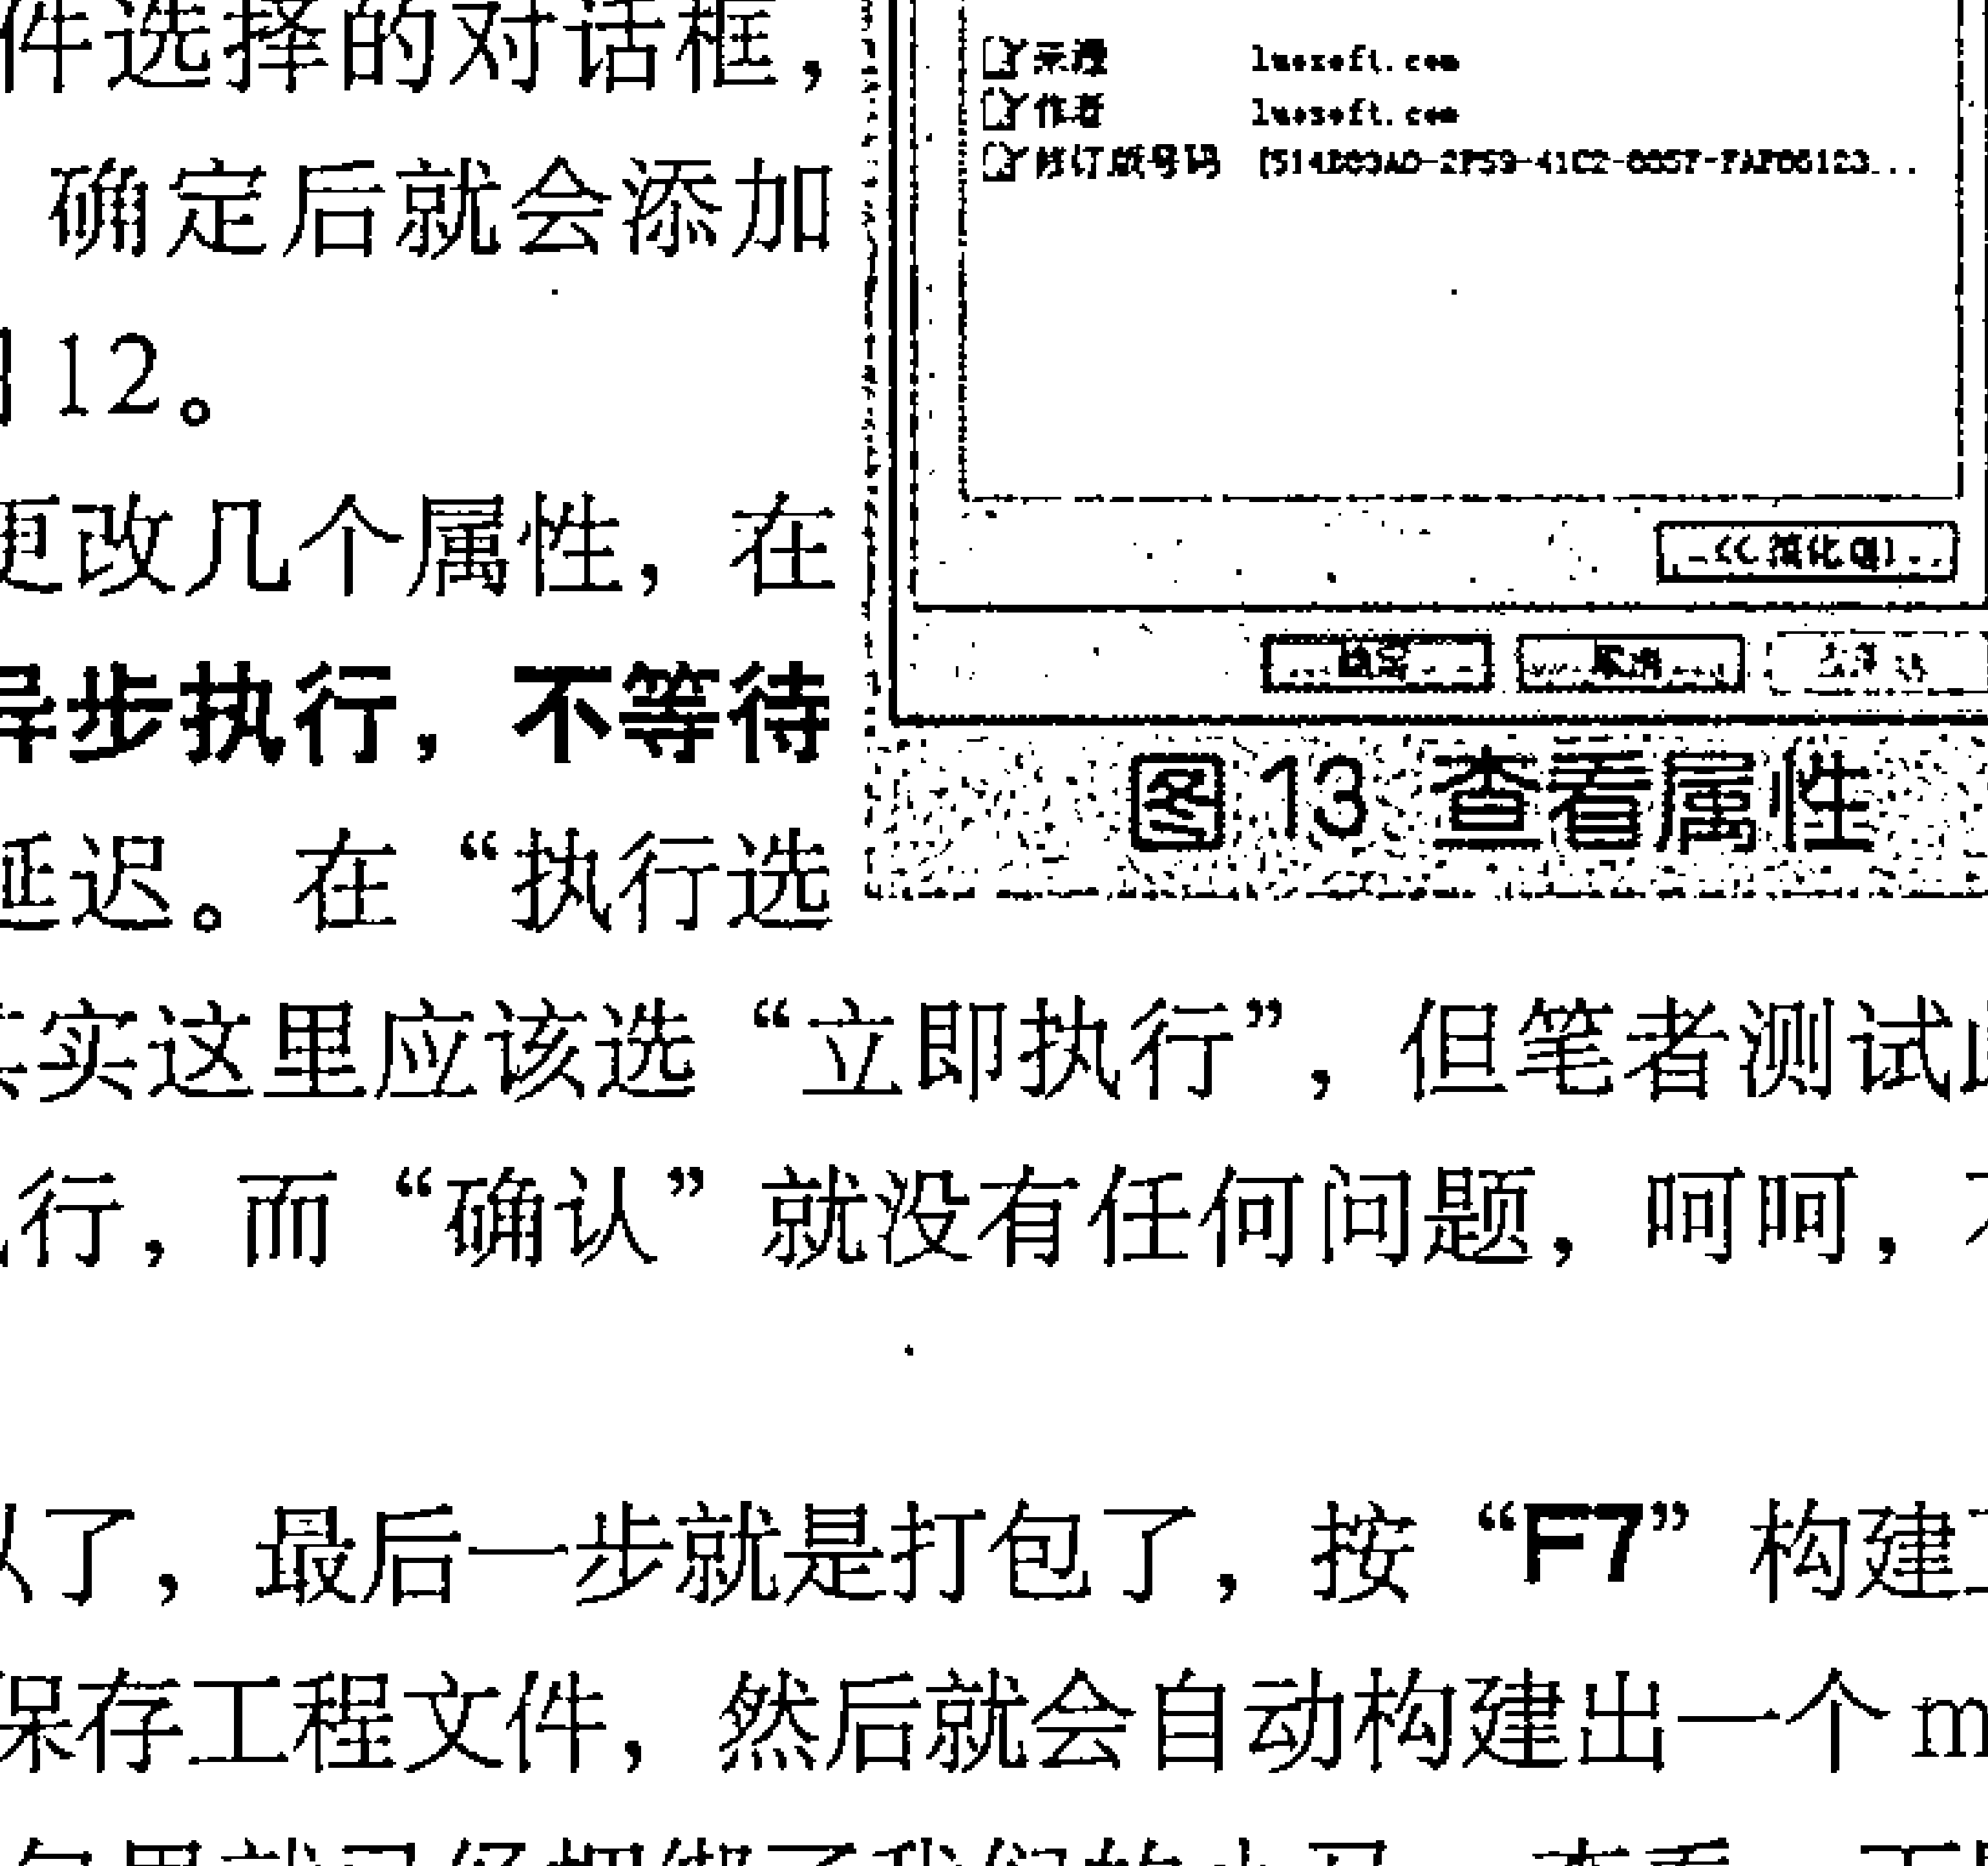 件选择的对话框，
确定后就会添加
12。
更改几个属性，在
异步执行，不等待
延迟。在“执行选
来源
作者
修订版号码
<< 简化(I)
确定 取消
图 13 查看属性
实这里应该选“立即执行”，但笔者测试
行，而“确认”就没有任何问题，呵呵，
以了，最后一步就是打包了，按“F7”构建
保存工程文件，然后就会自动构建出一个 m